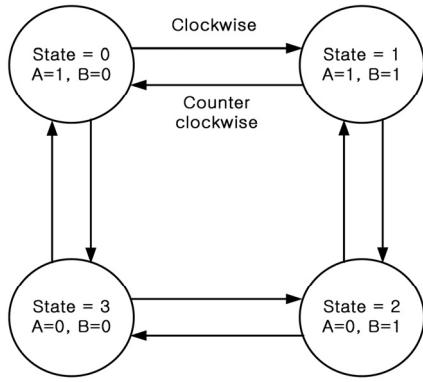 Clockwise
State = 0
A=1, B=0
State = 1
A=1, B=1
Counter
clockwise
State = 3
A=0, B=0
State = 2
A=0, B=1